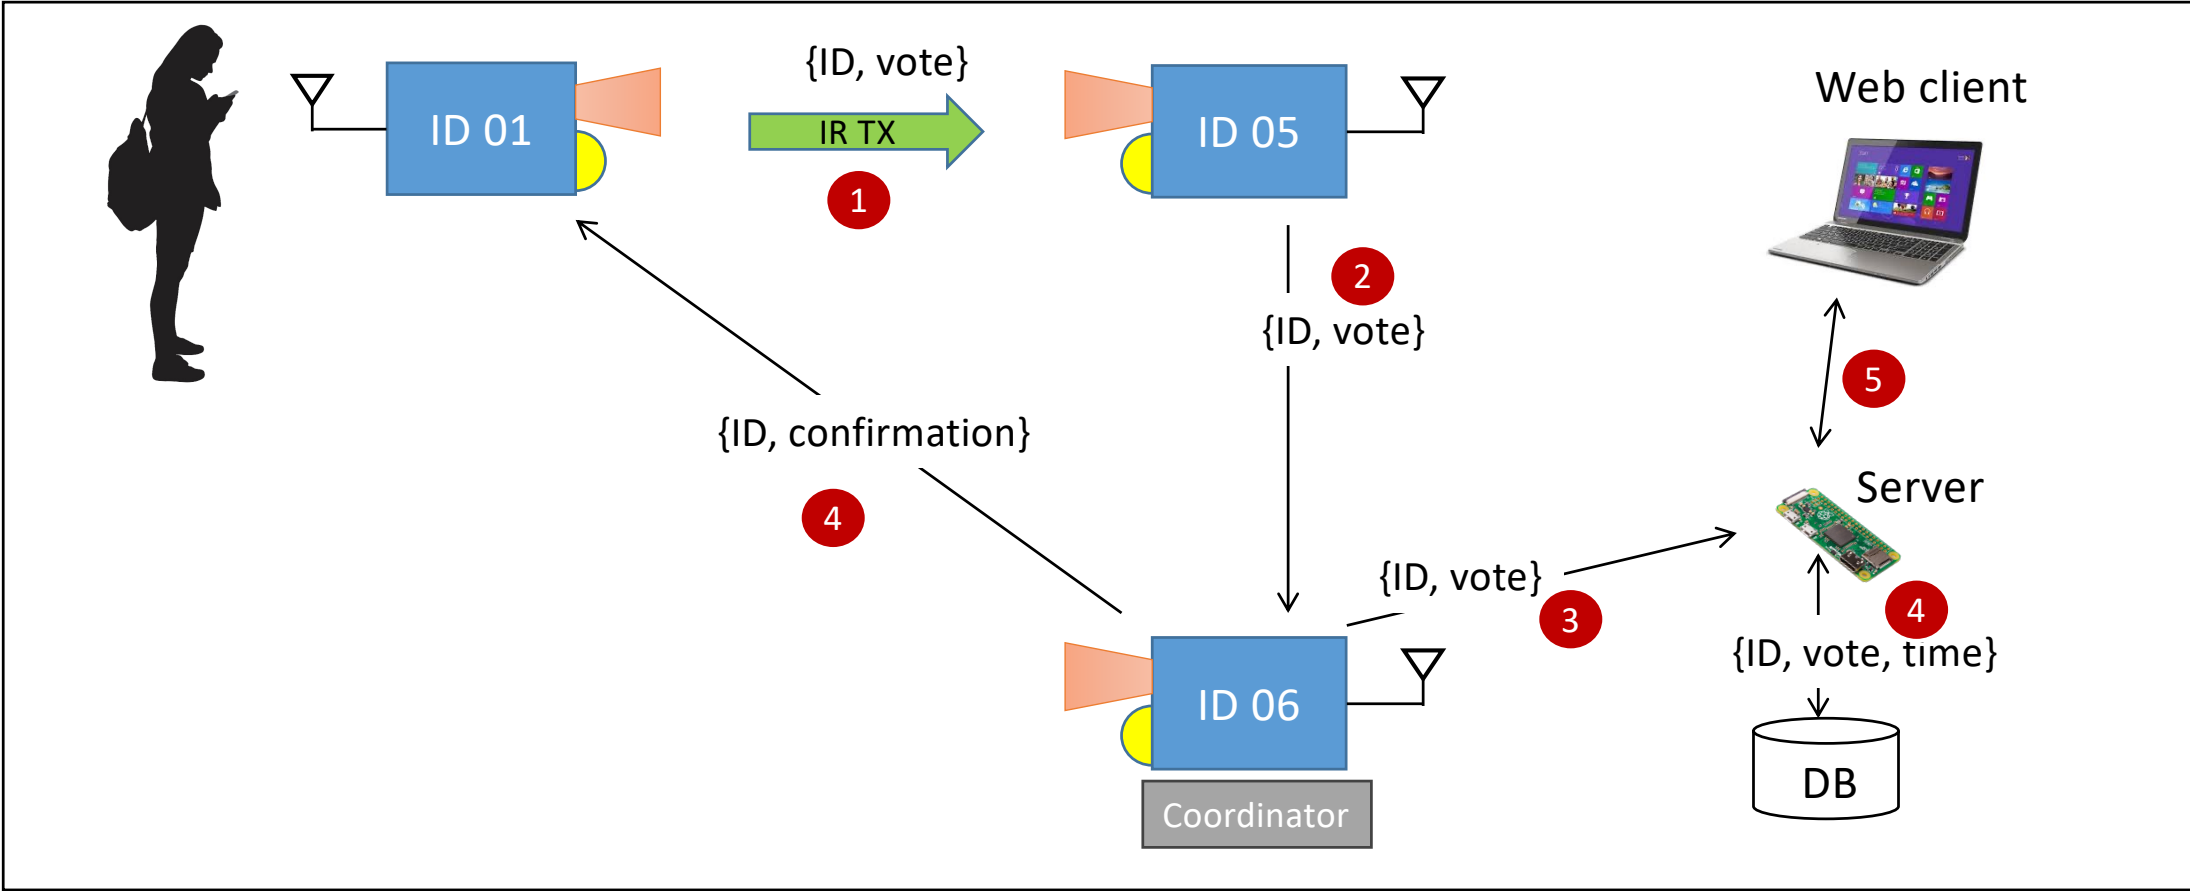 {ID, vote}
Web client
ID 01
IR TX
ID 05
1
2
{ID, vote}
5
{ID, confirmation}
4
Server
{ID, vote}
3
4
{ID, vote, time}
ID 06
DB
Coordinator